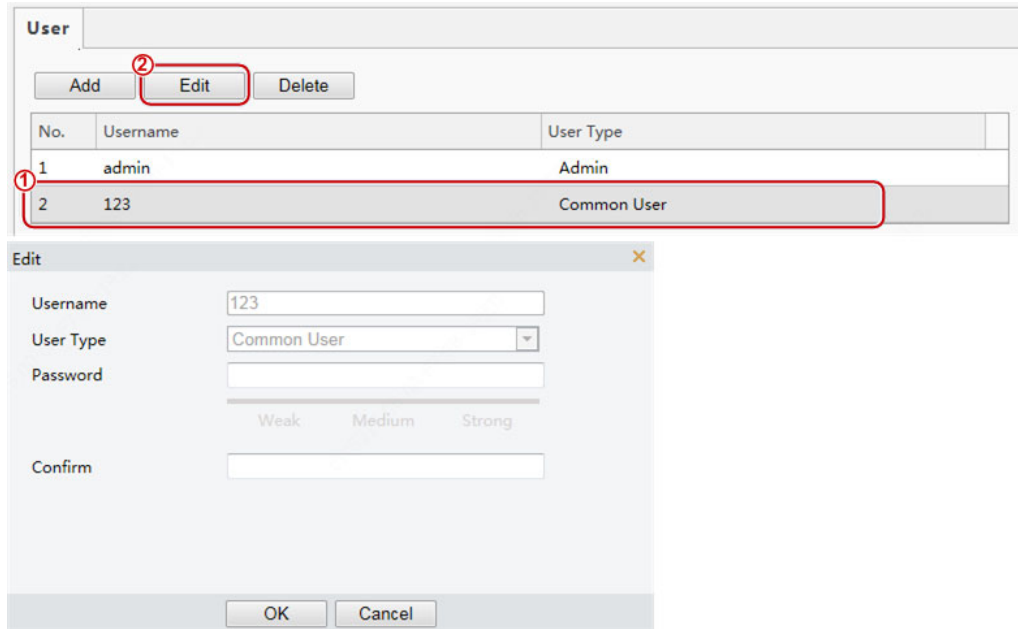 User
②
Add Edit Delete
No. Username User Type
1 admin Admin
①
2 123 Common User
Edit
Username 123
User Type Common User
Password
Weak Medium Strong
Confirm
OK Cancel